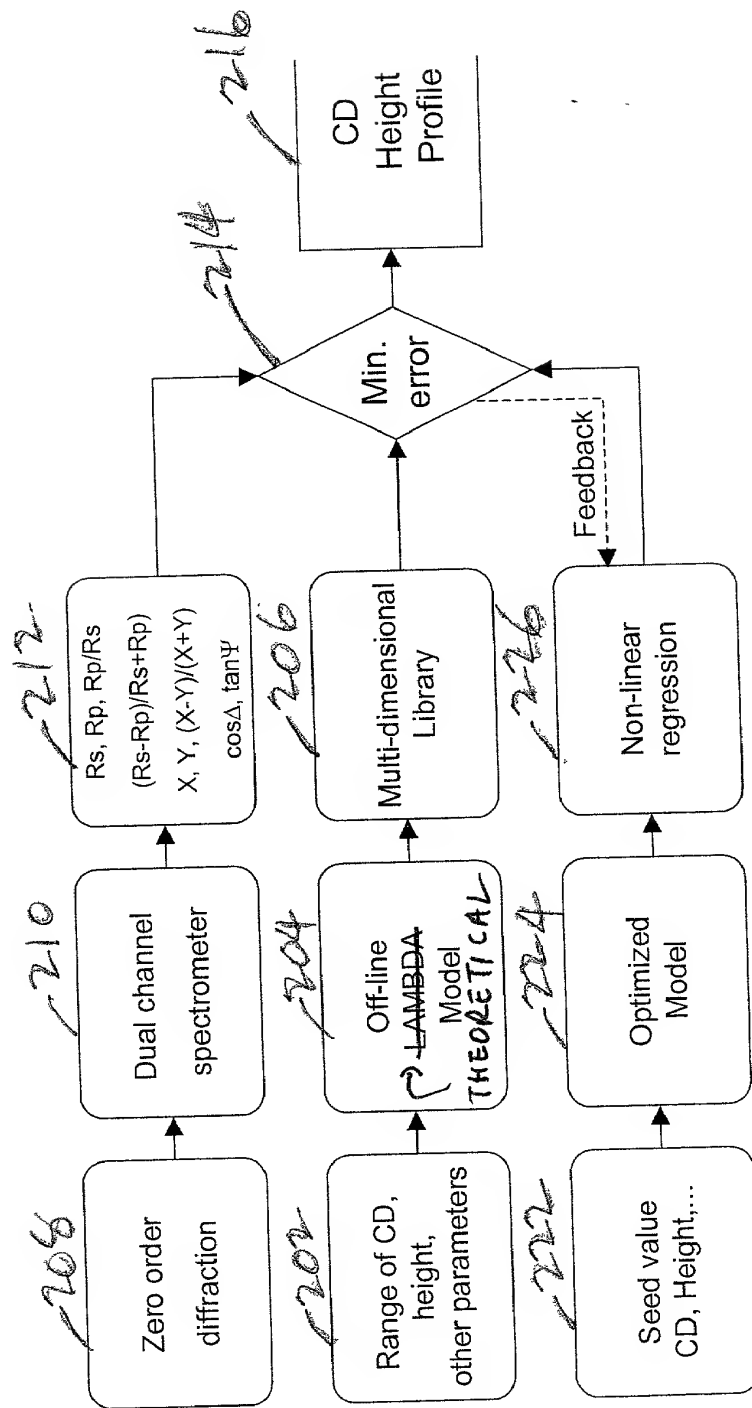 208
Zero order
diffraction
210
Dual channel
spectrometer
212
Rs, Rp, Rp/Rs
(Rs-Rp)/Rs+Rp)
X, Y, (X-Y)/(X+Y)
cosΔ, tanΨ
202
Range of CD,
height,
other parameters
204
Off-line
LAMBDA
Model
THEORETICAL
206
Multi-dimensional
Library
222
Seed value
CD, Height,...
224
Optimized
Model
226
Non-linear
regression
Feedback
214
Min.
error
216
CD
Height
Profile